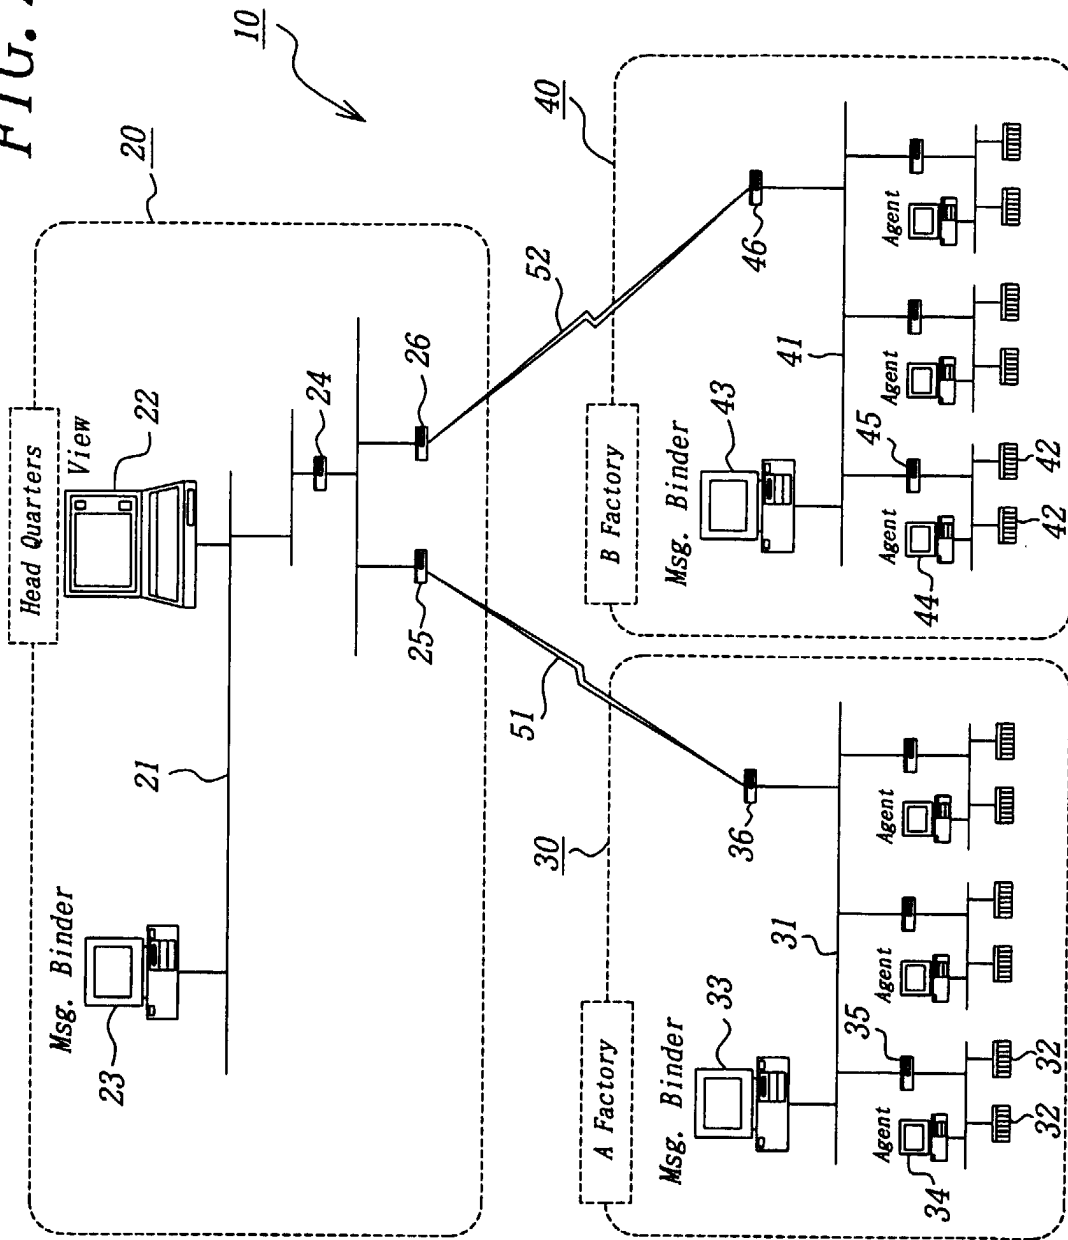 FIG.
10
20
Head Quarters
View
22
Msg. Binder
23
21
24
25
26
51
52
30
A Factory
Msg. Binder
33
31
36
35
Agent
34
32
32
Agent
Agent
40
B Factory
Msg. Binder
43
41
46
45
Agent
44
42
42
Agent
Agent